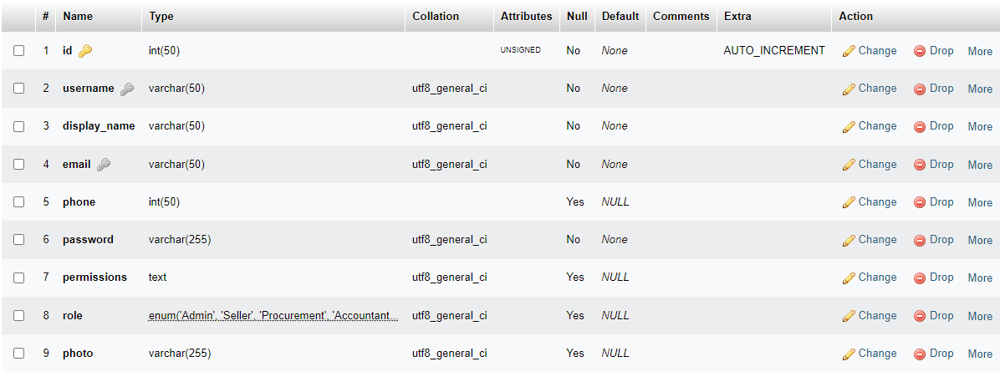 # Name Type Collation Attributes Null Default Comments Extra Action
1 id int(50) UNSIGNED No None AUTO_INCREMENT Change Drop More
2 username varchar(50) utf8_general_ci No None Change Drop More
3 display_name varchar(50) utf8_general_ci No None Change Drop More
4 email varchar(50) utf8_general_ci No None Change Drop More
5 phone int(50) Yes NULL Change Drop More
6 password varchar(255) utf8_general_ci No None Change Drop More
7 permissions text utf8_general_ci Yes NULL Change Drop More
8 role enum('Admin', 'Seller', 'Procurement', 'Accountant... utf8_general_ci Yes NULL Change Drop More
9 photo varchar(255) utf8_general_ci Yes NULL Change Drop More